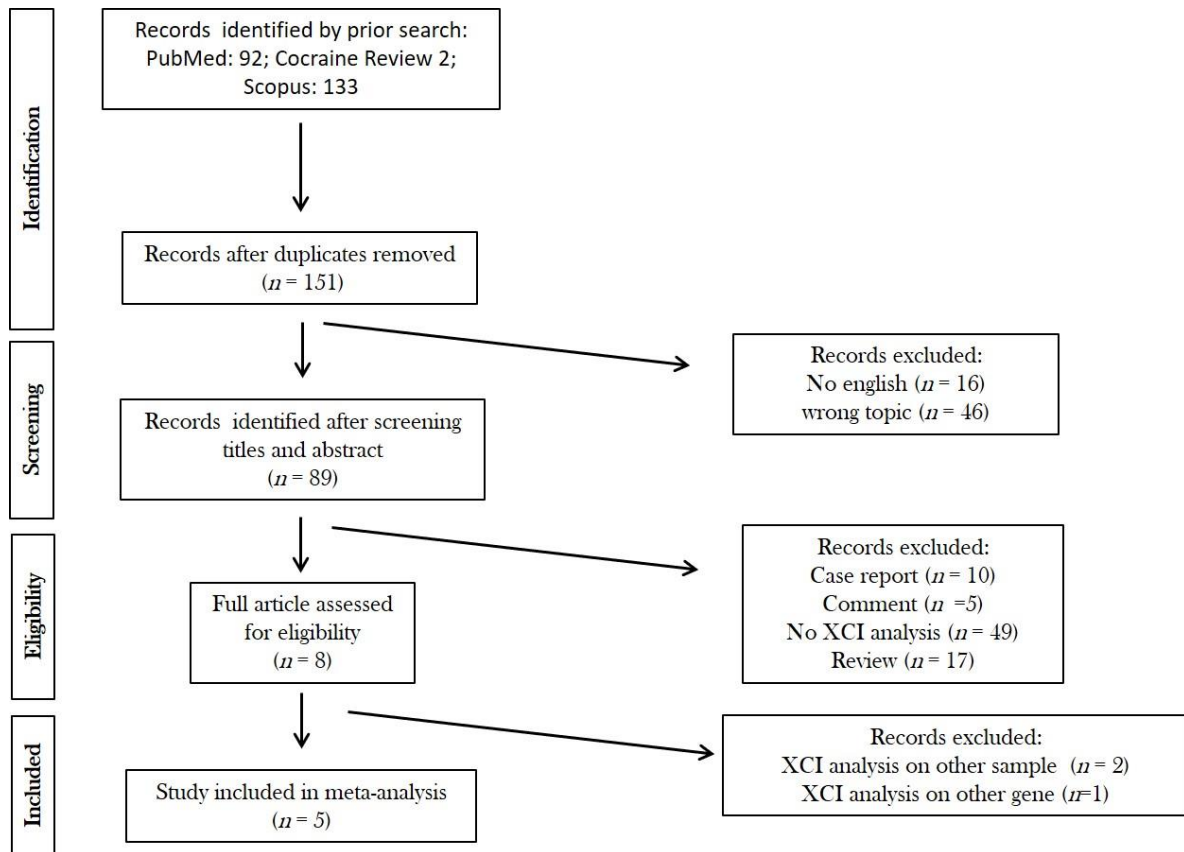 Identification
Records identified by prior search:
PubMed: 92; Cocraine Review 2;
Scopus: 133
Records after duplicates removed
(n = 151)
Screening
Records excluded:
No english (n = 16)
wrong topic (n = 46)
Records identified after screening
titles and abstract
(n = 89)
Eligibility
Records excluded:
Case report (n = 10)
Comment (n =5)
No XCI analysis (n = 49)
Review (n = 17)
Full article assessed
for eligibility
(n = 8)
Included
Records excluded:
XCI analysis on other sample (n = 2)
XCI analysis on other gene (n=1)
Study included in meta-analysis
(n = 5)